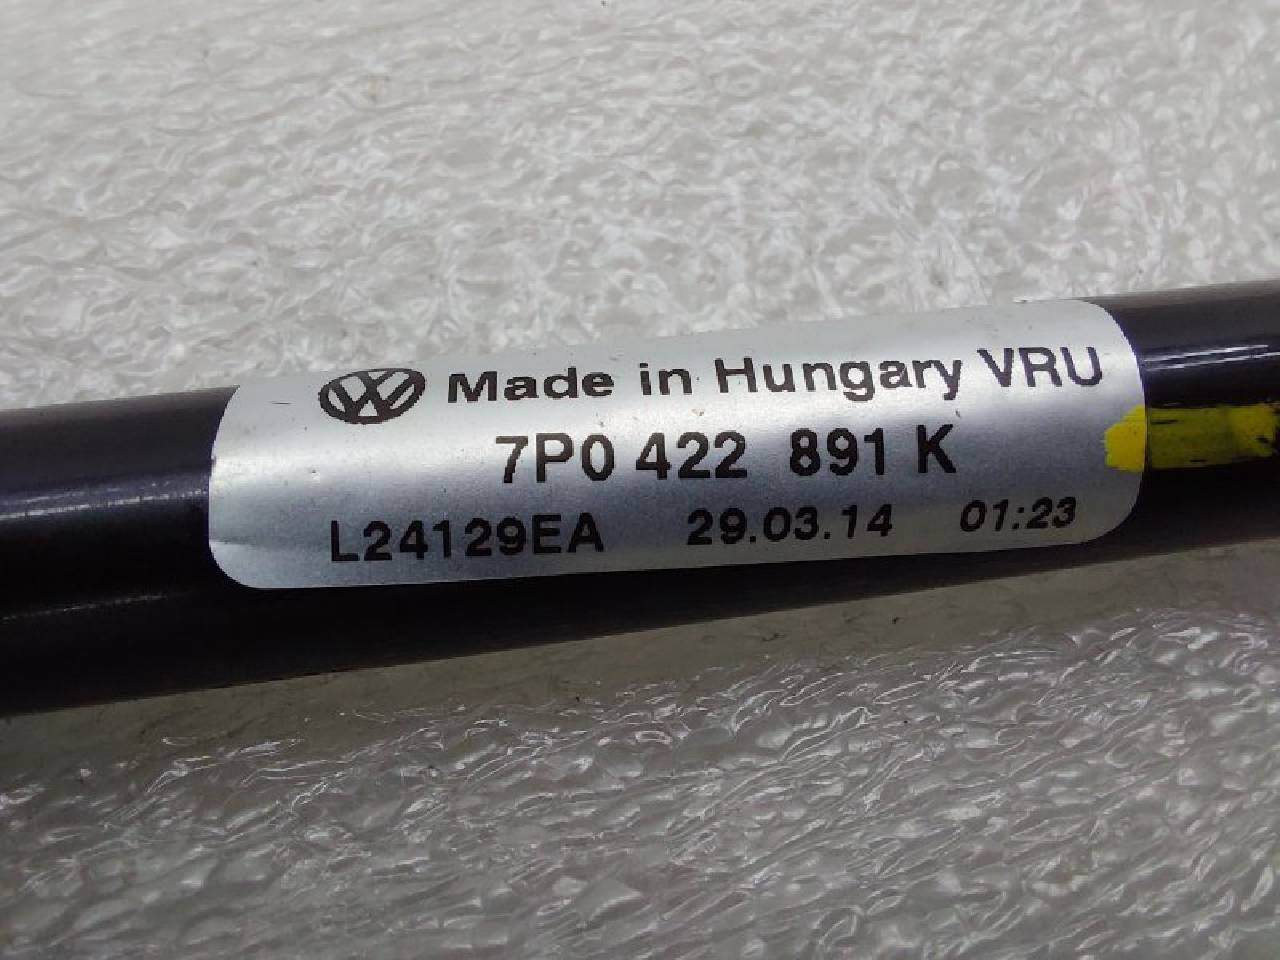 Made in Hungary VRU
7P0 422 891 K
L24129EA 29.03.14 01:23